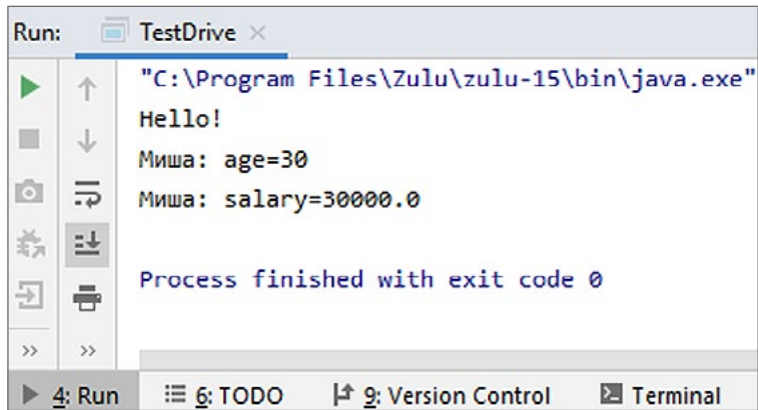 Run: TestDrive
"C:\Program Files\Zulu\zulu-15\bin\java.exe"
Hello!
Миша: age=30
Миша: salary=30000.0
Process finished with exit code 0
4: Run 6: TODO 9: Version Control Terminal